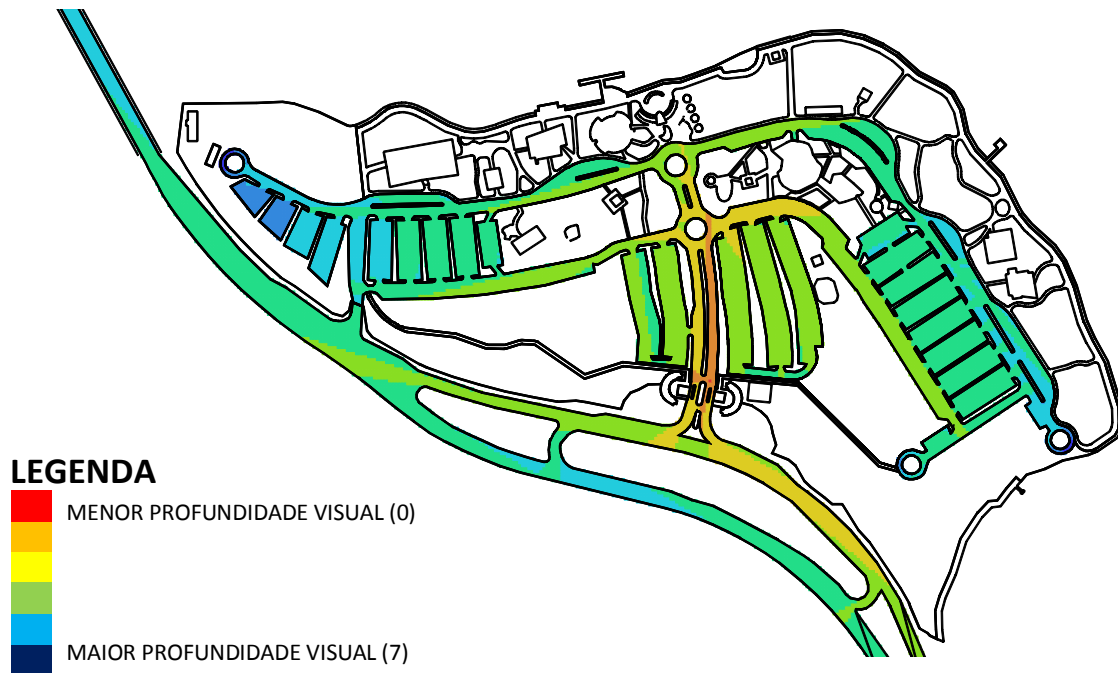 LEGENDA
MENOR PROFUNDIDADE VISUAL (0)
MAIOR PROFUNDIDADE VISUAL (7)